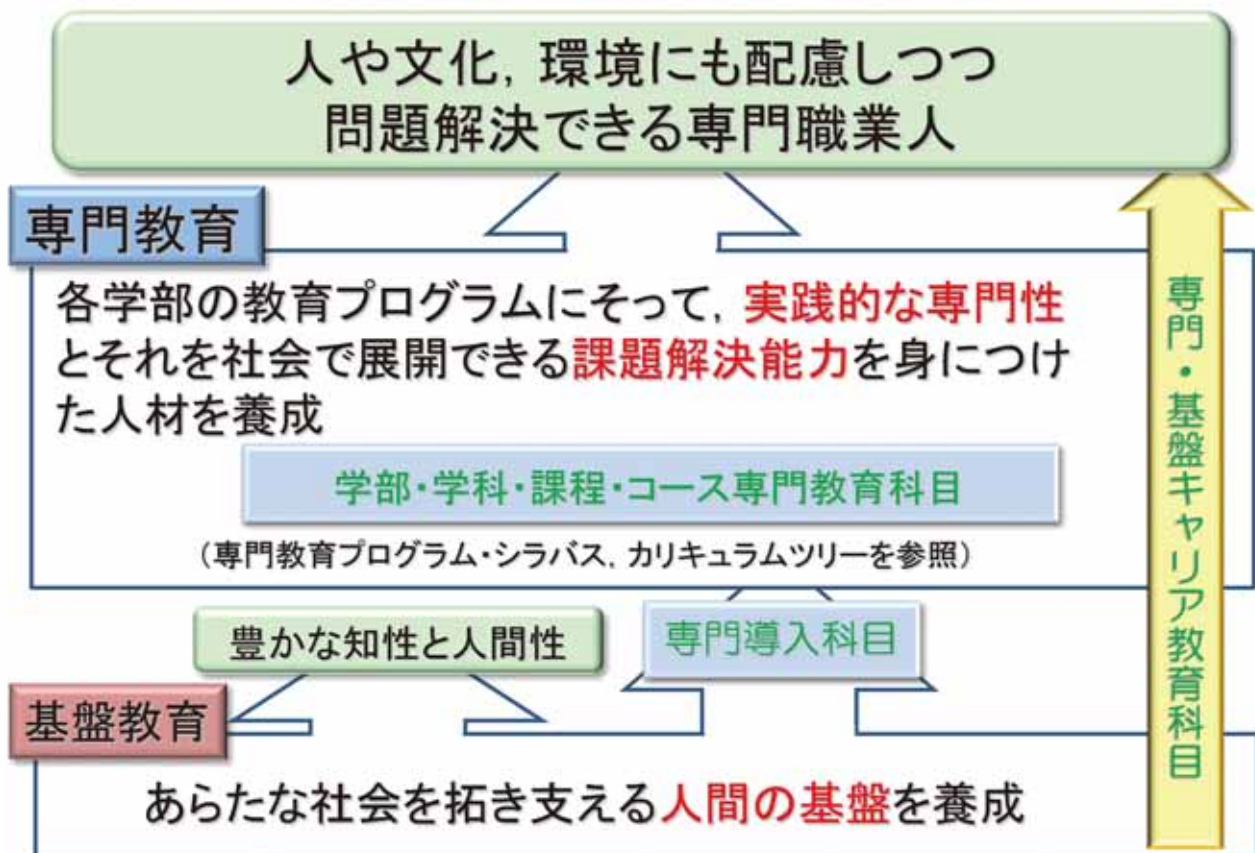 人や文化，環境にも配慮しつつ
問題解決できる専門職業人
専門教育
各学部の教育プログラムにそって，実践的な専門性
とそれを社会で展開できる課題解決能力を身につけ
た人材を養成
学部・学科・課程・コース専門教育科目
（専門教育プログラム・シラバス，カリキュラムツリーを参照）
豊かな知性と人間性
専門導入科目
基盤教育
あらたな社会を拓き支える人間の基盤を養成
専門・基盤キャリア教育科目